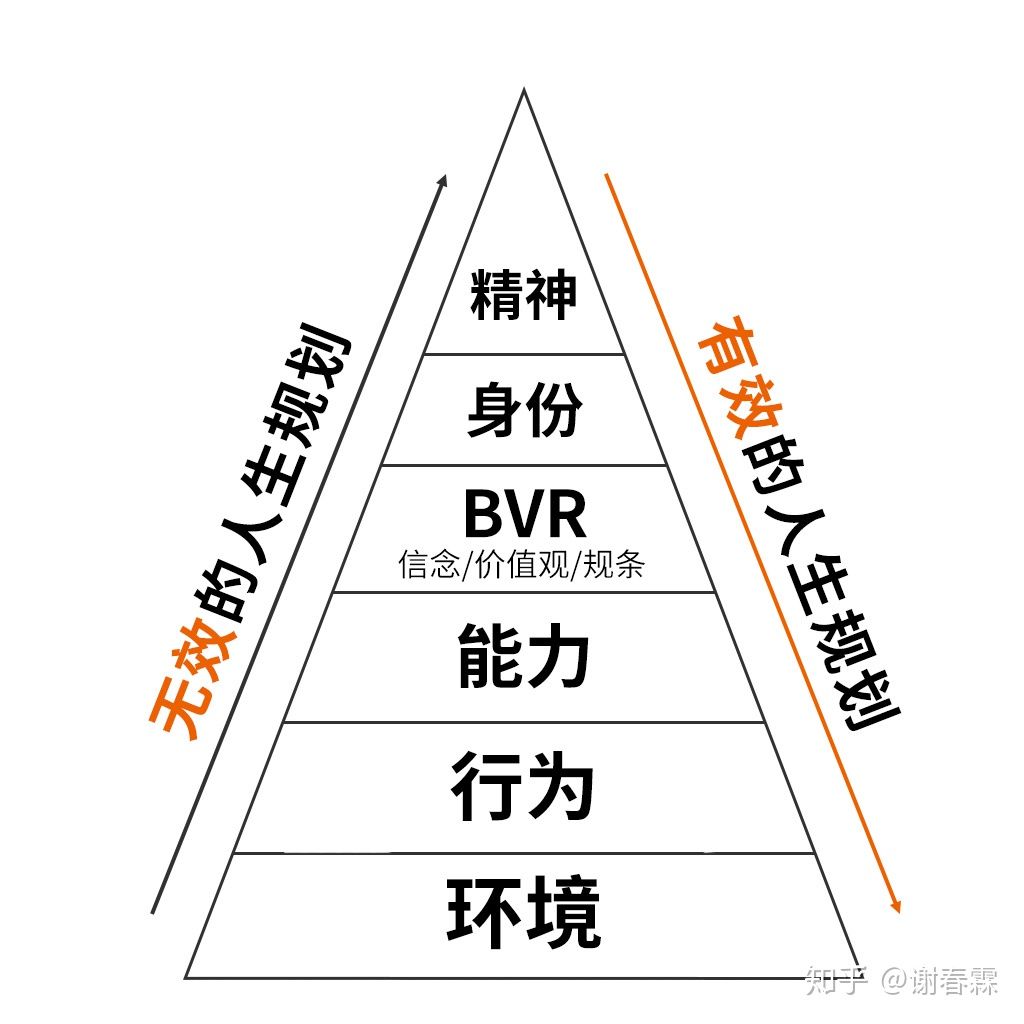 精神
身份
BVR
信念/价值观/规条
能力
行为
环境
无效的人生规划
有效的人生规划
知乎 @谢春霖